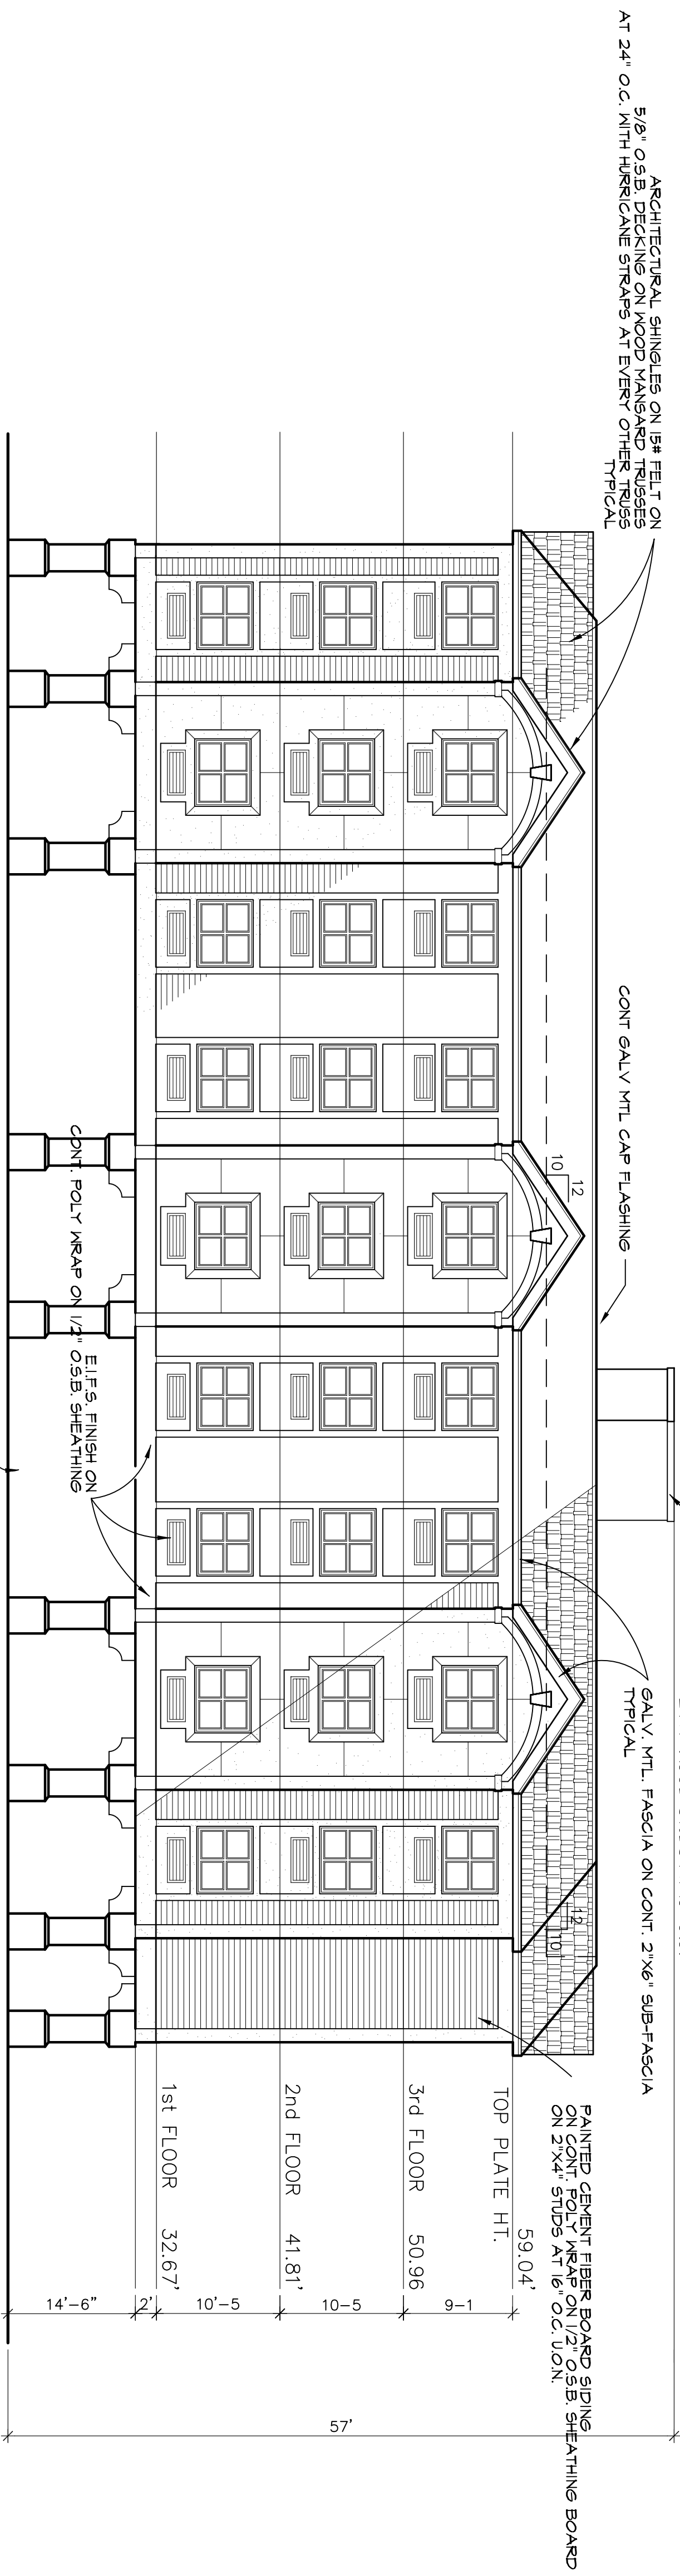 ARCHITECTURAL SHINGLES ON 15# FELT ON
5/8" O.S.B. DECKING ON WOOD MANSARD TRUSSES
AT 24" O.C. WITH HURRICANE STRAPS AT EVERY OTHER TRUSS
TYPICAL
CONT GALV MTL CAP FLASHING
GALV. MTL. FASCIA ON CONT. 2"X6" SUB-FASCIA
TYPICAL
PAINTED CEMENT FIBER BOARD SIDING
ON CONT. POLY WRAP ON 1/2" O.S.B. SHEATHING BOARD
ON 2"X4" STUDS AT 16" O.C. U.O.N.
12
10
12
10
E.I.F.S. FINISH ON
CONT. POLY WRAP ON 1/2" O.S.B. SHEATHING
59.04'
TOP PLATE HT.
3rd FLOOR 50.96
2nd FLOOR 41.81'
1st FLOOR 32.67'
9-1
10-5
10'-5
2'
14'-6"
57'